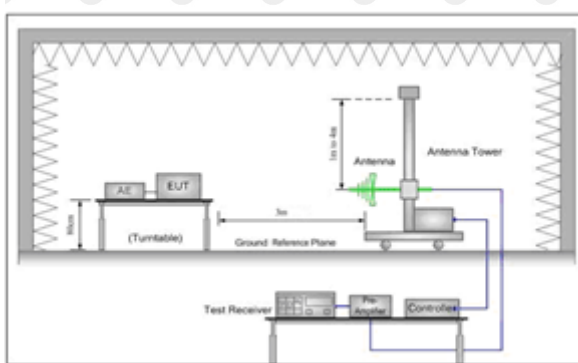 1m to 4m
Antenna
Antenna Tower
AE
EUT
80cm
3m
(Turntable)
Ground Reference Plane
Test Receiver
Pre-
Amplifier
Controller